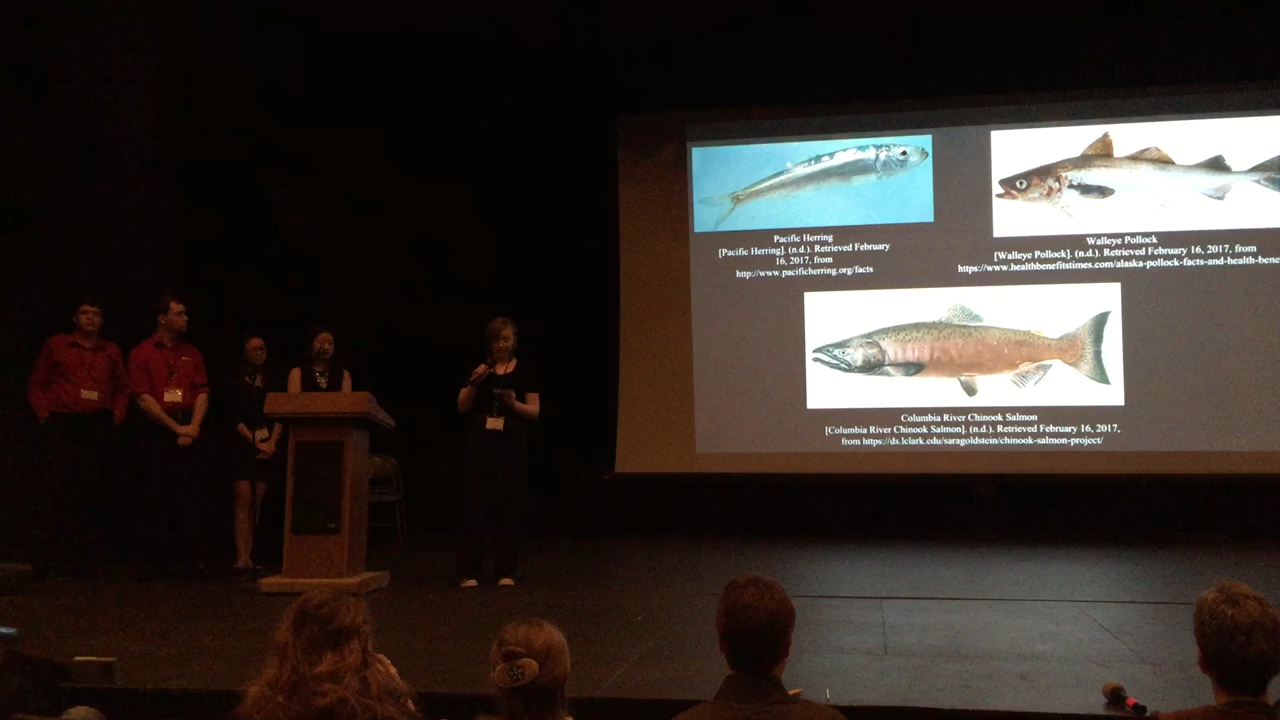 Pacific Herring
[Pacific Herring]. (n.d.). Retrieved February
16, 2017, from
http://www.pacificherring.org/facts
Walleye Pollock
[Walleye Pollock]. (n.d.). Retrieved February 16, 2017, from
https://www.healthbenefitstimes.com/alaska-pollock-facts-and-health-bene
Columbia River Chinook Salmon
[Columbia River Chinook Salmon]. (n.d.). Retrieved February 16, 2017,
from https://ds.lclark.edu/saragoldstein/chinook-salmon-project/